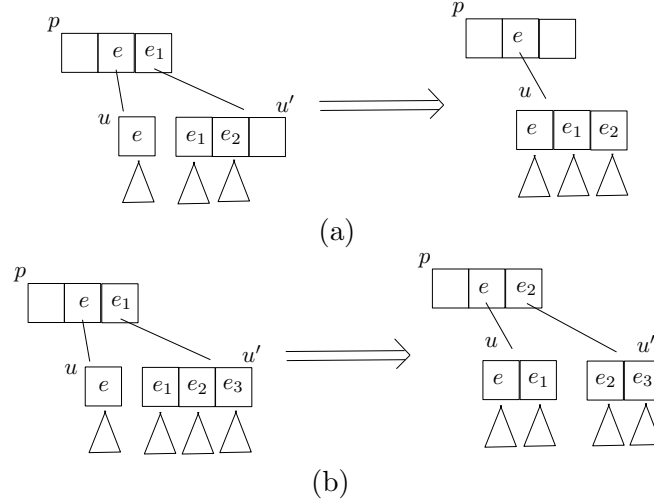 p p
e e₁ e
u u′ u
e e₁ e₂ e e₁ e₂
(a)
p p
e e₁ e e₂
u u′ u u′
e e₁ e₂ e₃ e e₁ e₂ e₃
(b)